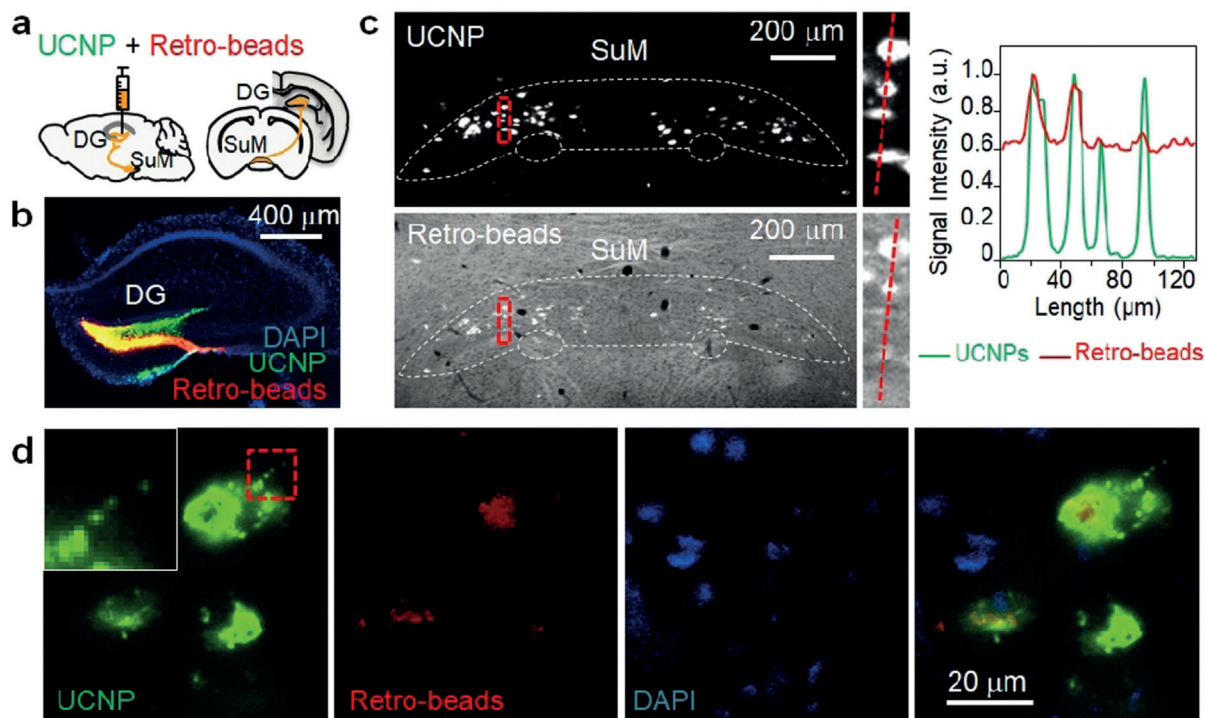 a
UCNP + Retro-beads
DG
SuM
DG
SuM
b
400 μm
DG
DAPI
UCNP
Retro-beads
c
UCNP
SuM
200 μm
Retro-beads
SuM
200 μm
Signal Intensity (a.u.)
1.0
0.8
0.6
0.4
0.2
0
0 40 80 120
Length (μm)
UCNPs Retro-beads
d
UCNP
Retro-beads
DAPI
20 μm